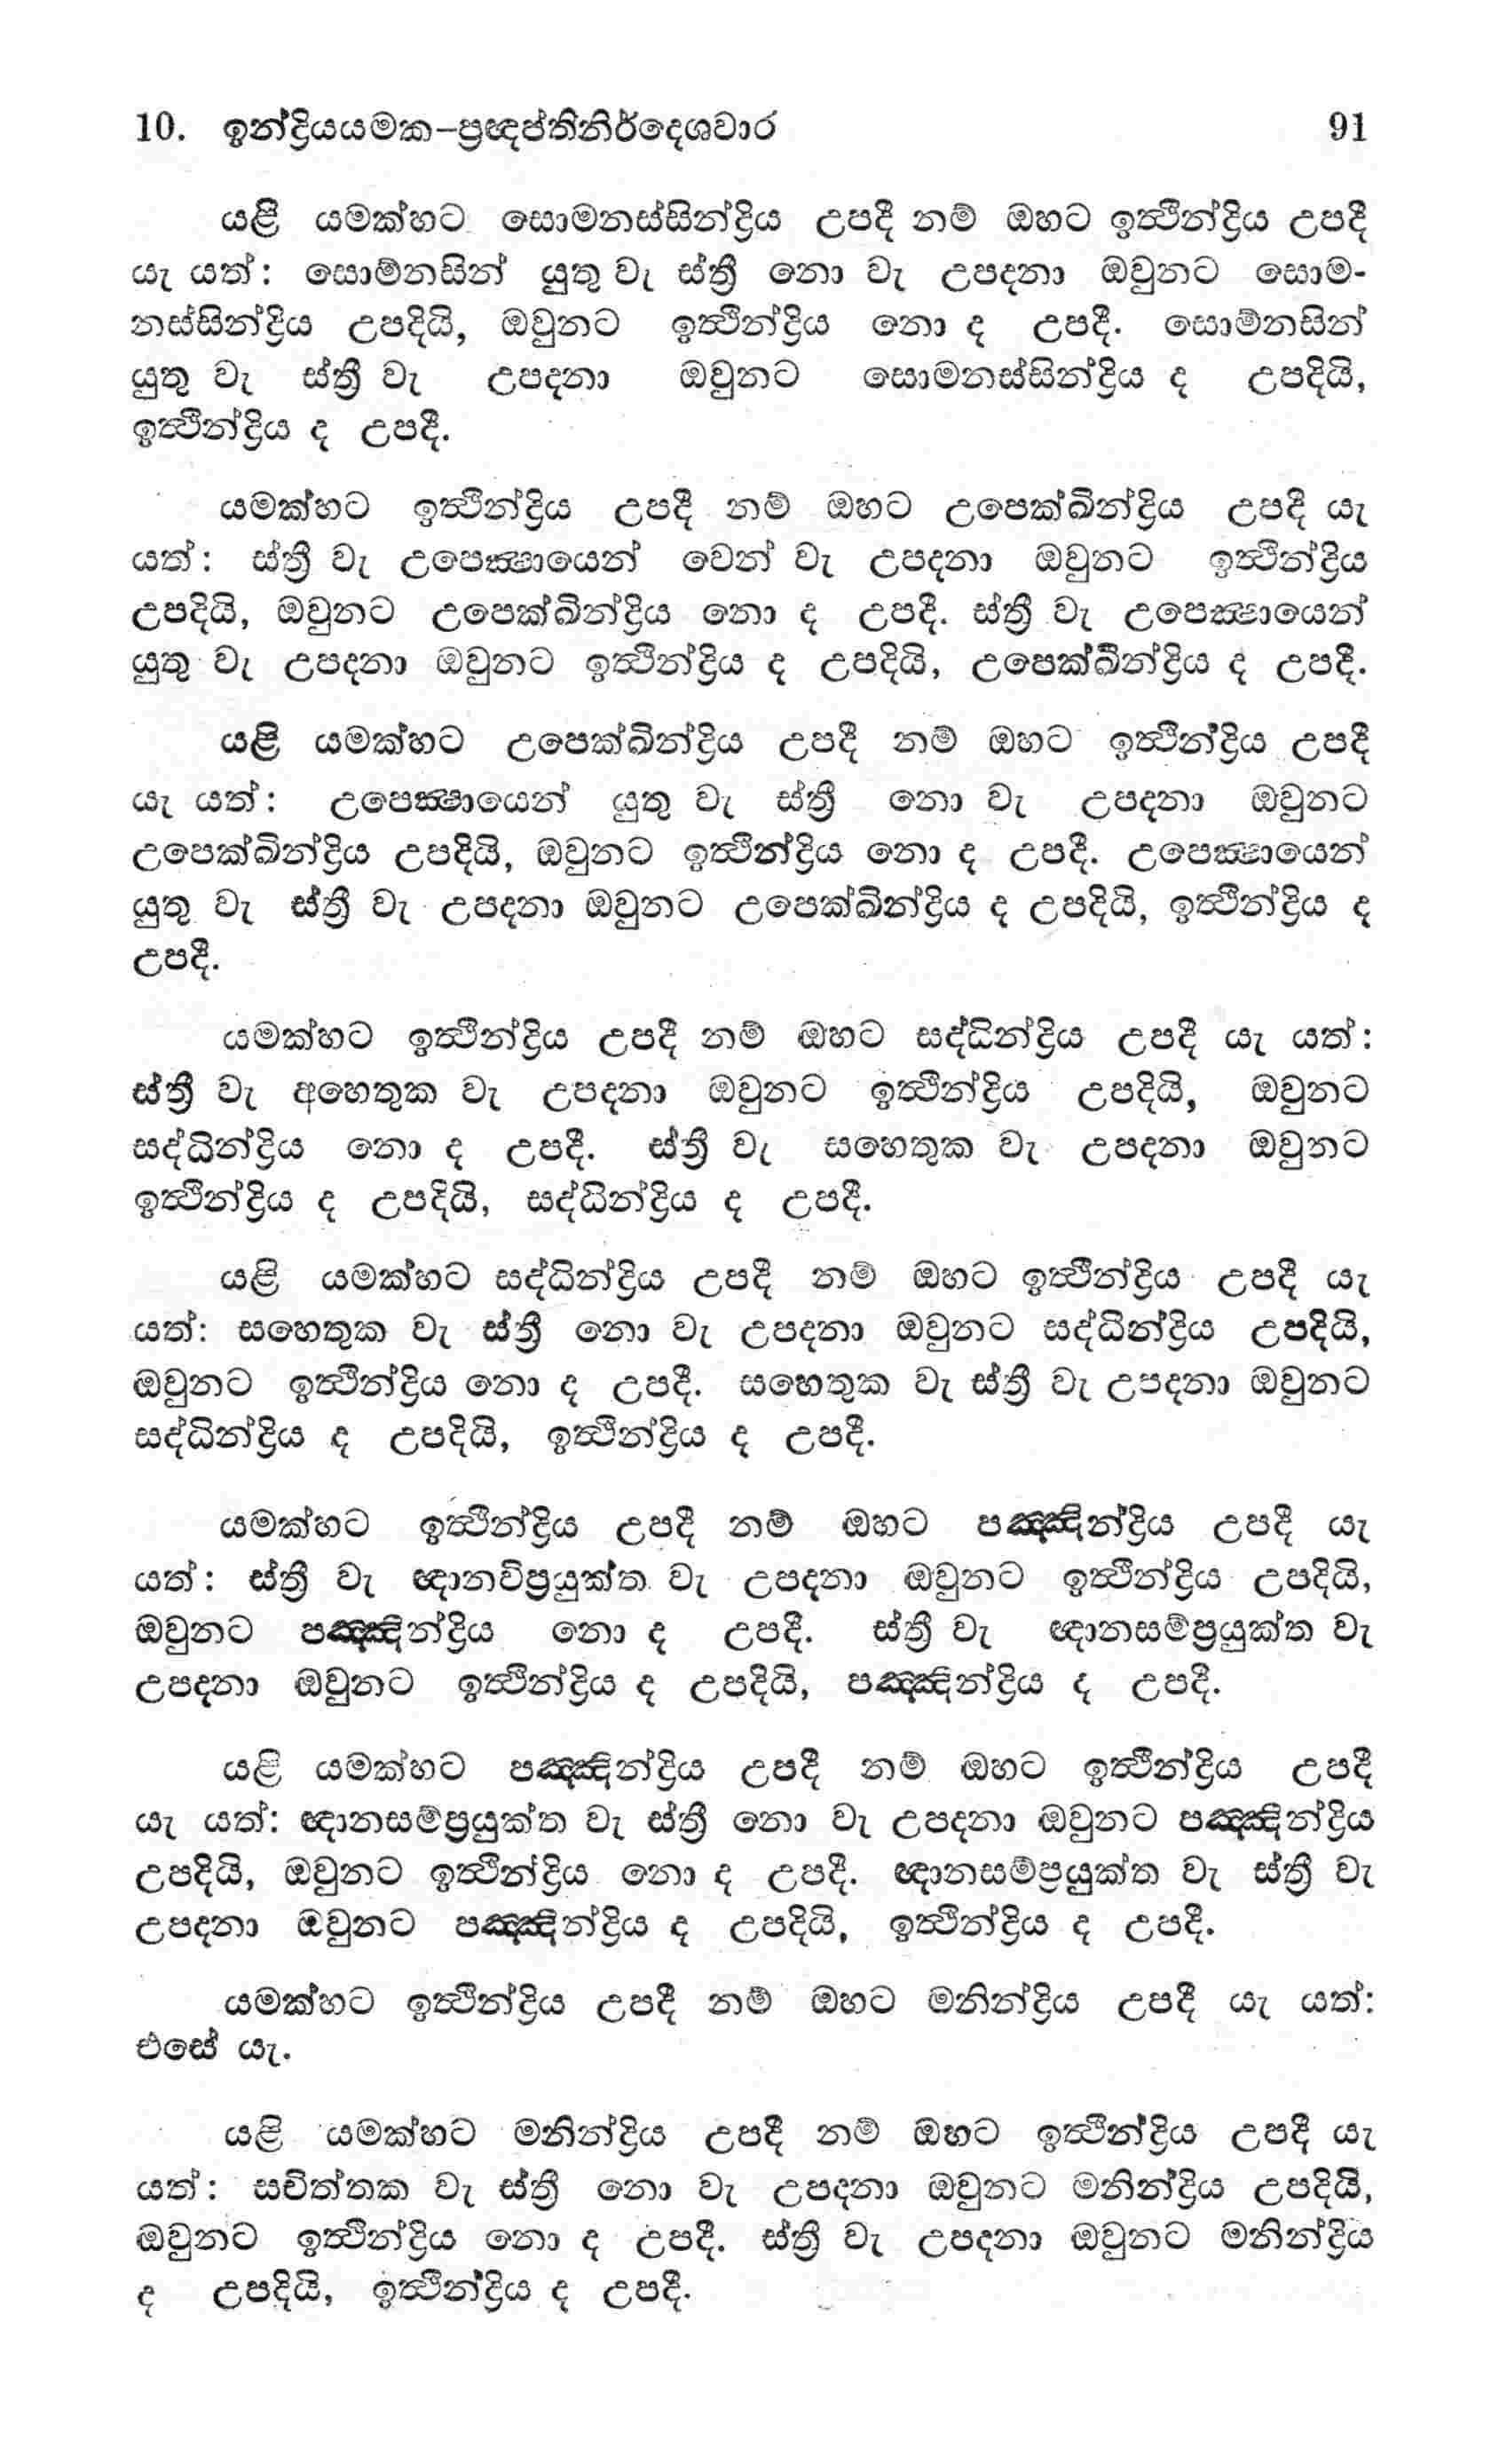 10. ඉන්ද්‍රියයමක–ප්‍රඥප්තිනිර්දෙශවාර 91
යළි යමක්හට සොමනස්සින්ද්‍රිය උපදී නම් ඔහට ඉත්‍ථින්ද්‍රිය උපදී
යැ යත්: සොම්නසින් යුතු වැ ස්ත්‍රී නො වැ උපදනා ඔවුනට සොම-
නස්සින්ද්‍රිය උපදියි, ඔවුනට ඉත්‍ථින්ද්‍රිය නො ද උපදී. සොම්නසින්
යුතු වැ ස්ත්‍රී වැ උපදනා ඔවුනට සොමනස්සින්ද්‍රිය ද උපදියි,
ඉත්‍ථින්ද්‍රිය ද උපදී.
යමක්හට ඉත්‍ථින්ද්‍රිය උපදී නම් ඔහට උපෙක්ඛින්ද්‍රිය උපදී යැ
යත්: ස්ත්‍රී වැ උපෙක්‍ෂායෙන් වෙන් වැ උපදනා ඔවුනට ඉත්‍ථින්ද්‍රිය
උපදියි, ඔවුනට උපෙක්ඛින්ද්‍රිය නො ද උපදී. ස්ත්‍රී වැ උපෙක්‍ෂායෙන්
යුතු වැ උපදනා ඔවුනට ඉත්‍ථින්ද්‍රිය ද උපදියි, උපෙක්ඛින්ද්‍රිය ද උපදී.
යළි යමක්හට උපෙක්ඛින්ද්‍රිය උපදී නම් ඔහට ඉත්‍ථින්ද්‍රිය උපදී
යැ යත්: උපෙක්‍ෂායෙන් යුතු වැ ස්ත්‍රී නො වැ උපදනා ඔවුනට
උපෙක්ඛින්ද්‍රිය උපදියි, ඔවුනට ඉත්‍ථින්ද්‍රිය නො ද උපදී. උපෙක්‍ෂායෙන්
යුතු වැ ස්ත්‍රී වැ උපදනා ඔවුනට උපෙක්ඛින්ද්‍රිය ද උපදියි, ඉත්‍ථින්ද්‍රිය ද
උපදී.
යමක්හට ඉත්‍ථින්ද්‍රිය උපදී නම් ඔහට සද්ධින්ද්‍රිය උපදී යැ යත්:
ස්ත්‍රී වැ අහෙතුක වැ උපදනා ඔවුනට ඉත්‍ථින්ද්‍රිය උපදියි, ඔවුනට
සද්ධින්ද්‍රිය නො ද උපදී. ස්ත්‍රී වැ සහෙතුක වැ උපදනා ඔවුනට
ඉත්‍ථින්ද්‍රිය ද උපදියි, සද්ධින්ද්‍රිය ද උපදී.
යළි යමක්හට සද්ධින්ද්‍රිය උපදී නම් ඔහට ඉත්‍ථින්ද්‍රිය උපදී යැ
යත්: සහෙතුක වැ ස්ත්‍රී නො වැ උපදනා ඔවුනට සද්ධින්ද්‍රිය උපදියි,
ඔවුනට ඉත්‍ථින්ද්‍රිය නො ද උපදී. සහෙතුක වැ ස්ත්‍රී වැ උපදනා ඔවුනට
සද්ධින්ද්‍රිය ද උපදියි, ඉත්‍ථින්ද්‍රිය ද උපදී.
යමක්හට ඉත්‍ථින්ද්‍රිය උපදී නම් ඔහට පඤ්ඤින්ද්‍රිය උපදී යැ
යත්: ස්ත්‍රී වැ ඥානවිප්‍රයුක්ත වැ උපදනා ඔවුනට ඉත්‍ථින්ද්‍රිය උපදියි,
ඔවුනට පඤ්ඤින්ද්‍රිය නො ද උපදී. ස්ත්‍රී වැ ඥානසම්ප්‍රයුක්ත වැ
උපදනා ඔවුනට ඉත්‍ථින්ද්‍රිය ද උපදියි, පඤ්ඤින්ද්‍රිය ද උපදී.
යළි යමක්හට පඤ්ඤින්ද්‍රිය උපදී නම් ඔහට ඉත්‍ථින්ද්‍රිය උපදී
යැ යත්: ඥානසම්ප්‍රයුක්ත වැ ස්ත්‍රී නො වැ උපදනා ඔවුනට පඤ්ඤින්ද්‍රිය
උපදියි, ඔවුනට ඉත්‍ථින්ද්‍රිය නො ද උපදී. ඥානසම්ප්‍රයුක්ත වැ ස්ත්‍රී වැ
උපදනා ඔවුනට පඤ්ඤින්ද්‍රිය ද උපදියි, ඉත්‍ථින්ද්‍රිය ද උපදී.
යමක්හට ඉත්‍ථින්ද්‍රිය උපදී නම් ඔහට මනින්ද්‍රිය උපදී යැ යත්:
එසේ යැ.
යළි යමක්හට මනින්ද්‍රිය උපදී නම් ඔහට ඉත්‍ථින්ද්‍රිය උපදී යැ
යත්: සචිත්තක වැ ස්ත්‍රී නො වැ උපදනා ඔවුනට මනින්ද්‍රිය උපදියි,
ඔවුනට ඉත්‍ථින්ද්‍රිය නො ද උපදී. ස්ත්‍රී වැ උපදනා ඔවුනට මනින්ද්‍රිය
ද උපදියි, ඉත්‍ථින්ද්‍රිය ද උපදී.